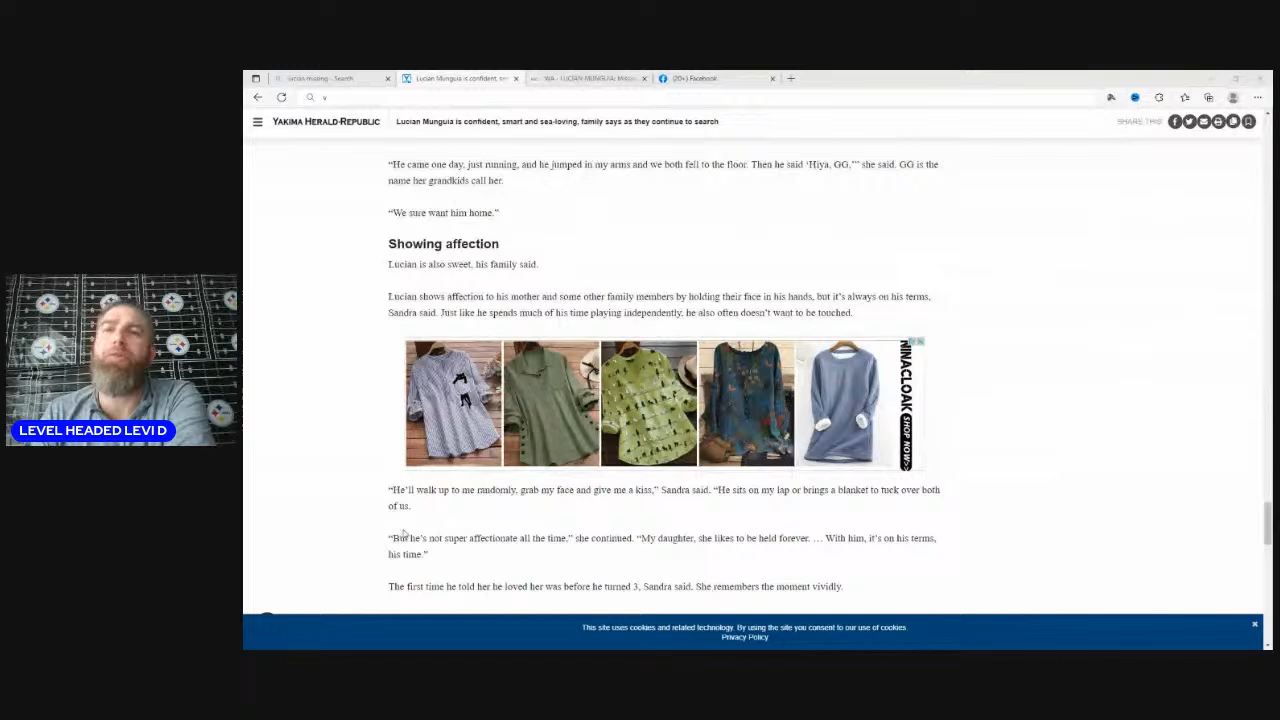 Lucian missing - Search
Lucian Munguia is confident, sm
WA - LUCIAN MUNGUIA: Missi
(20+) Facebook
YAKIMA HERALD-REPUBLIC
Lucian Munguia is confident, smart and sea-loving, family says as they continue to search
SHARE THIS
“He came one day, just running, and he jumped in my arms and we both fell to the floor. Then he said ‘Hiya, GG,’” she said. GG is the
name her grandkids call her.
“We sure want him home.”
Showing affection
Lucian is also sweet, his family said.
Lucian shows affection to his mother and some other family members by holding their face in his hands, but it’s always on his terms,
Sandra said. Just like he spends much of his time playing independently, he also often doesn’t want to be touched.
NINACLOAK SHOP NOW>>
“He’ll walk up to me randomly, grab my face and give me a kiss,” Sandra said. “He sits on my lap or brings a blanket to tuck over both
of us.
LEVEL HEADED LEVI D
“But he’s not super affectionate all the time,” she continued. “My daughter, she likes to be held forever. … With him, it’s on his terms,
his time.”
The first time he told her he loved her was before he turned 3, Sandra said. She remembers the moment vividly.
This site uses cookies and related technology. By using the site you consent to our use of cookies.
Privacy Policy